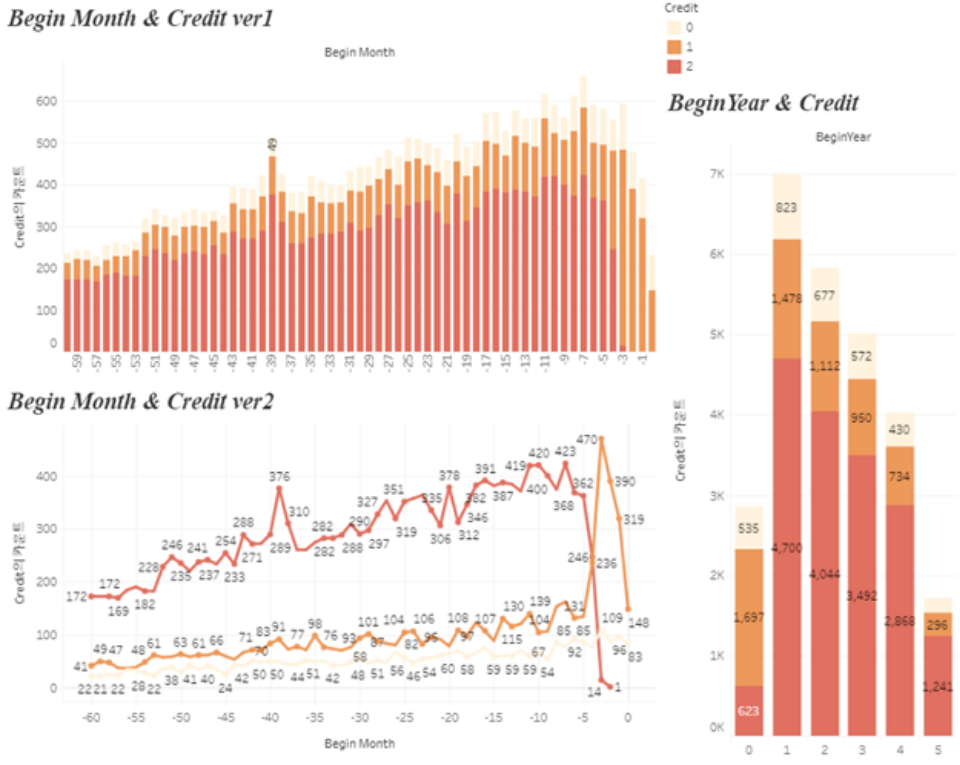 Begin Month & Credit ver1
Begin Month
Credit의 카운트
600
500
400
300
200
100
0
49
-59 -57 -55 -53 -51 -49 -47 -45 -43 -41 -39 -37 -35 -33 -31 -29 -27 -25 -23 -21 -19 -17 -15 -13 -11 -9 -7 -5 -3 -1
Credit
0
1
2
Begin Month & Credit ver2
Credit의 카운트
400
300
200
100
0
172 172 169 182 228 246 235 241 237 254 233 288 271 289 376 310 282 282 288 290 297 327 319 351 335 306 378 312 382 346 391 387 419 420 400 423 368 362 246 14 1
41 49 47 48 61 63 61 66 71 70 83 91 77 98 76 93 101 87 104 106 96 108 97 107 115 130 139 104 131 236 470 390 319 148
22 21 22 28 22 38 41 40 24 42 50 50 44 51 42 58 48 51 56 46 54 60 58 59 59 59 67 54 85 92 85 109 96 83
-60 -55 -50 -45 -40 -35 -30 -25 -20 -15 -10 -5 0
Begin Month
BeginYear & Credit
BeginYear
Credit의 카운트
7K
6K
5K
4K
3K
2K
1K
0K
535
1,697
623
823
1,478
4,700
677
1,112
4,044
572
950
3,492
430
734
2,868
296
1,241
0 1 2 3 4 5